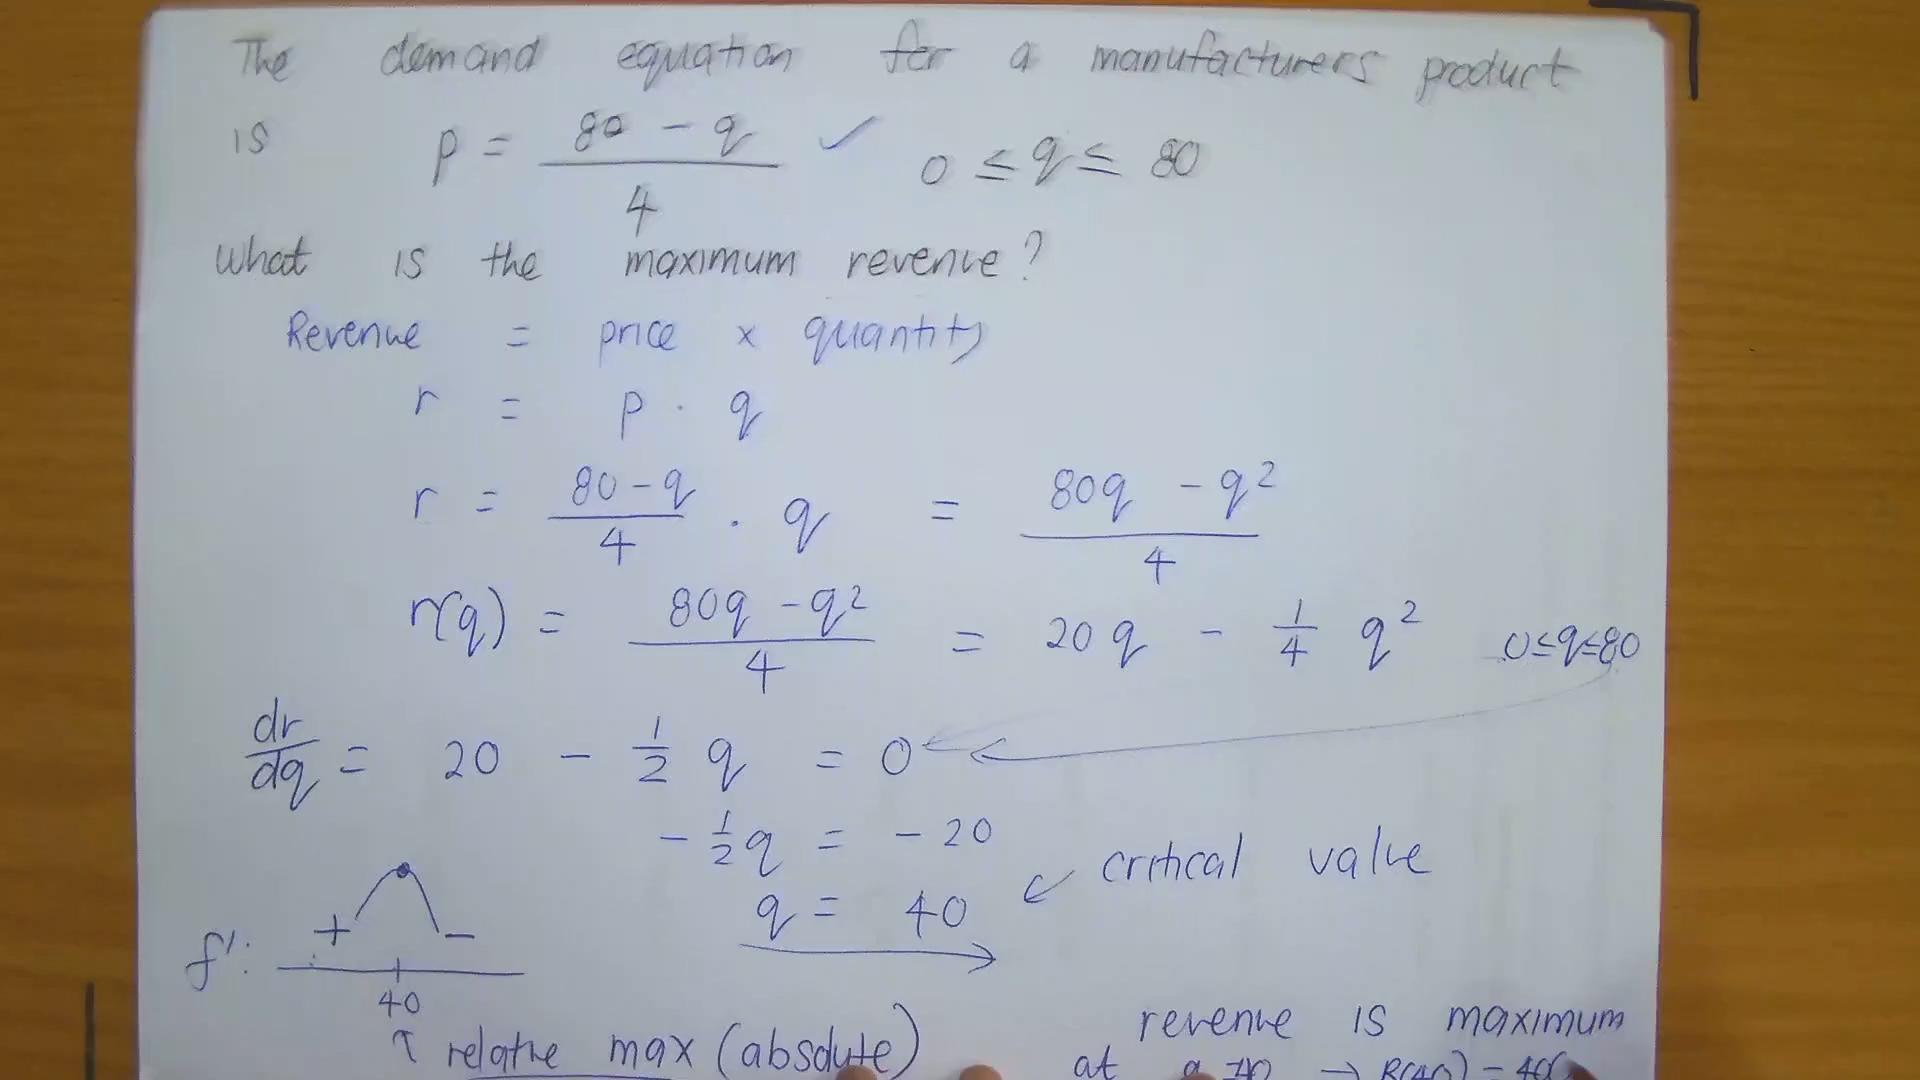 The demand equation for a manufacturers product
is p = (80 - q)/4 ✓ 0 ≤ q ≤ 80
What is the maximum revenue?
Revenue = price × quantity
r = p · q
r = (80 - q)/4 · q = (80q - q²)/4
r(q) = (80q - q²)/4 = 20q - 1/4 q² 0≤q≤80
dr/dq = 20 - 1/2 q = 0
- 1/2 q = - 20
q = 40 critical value
f': + -
40
↑ relative max (absolute)
revenue is maximum
at q = 40 → R(40) =